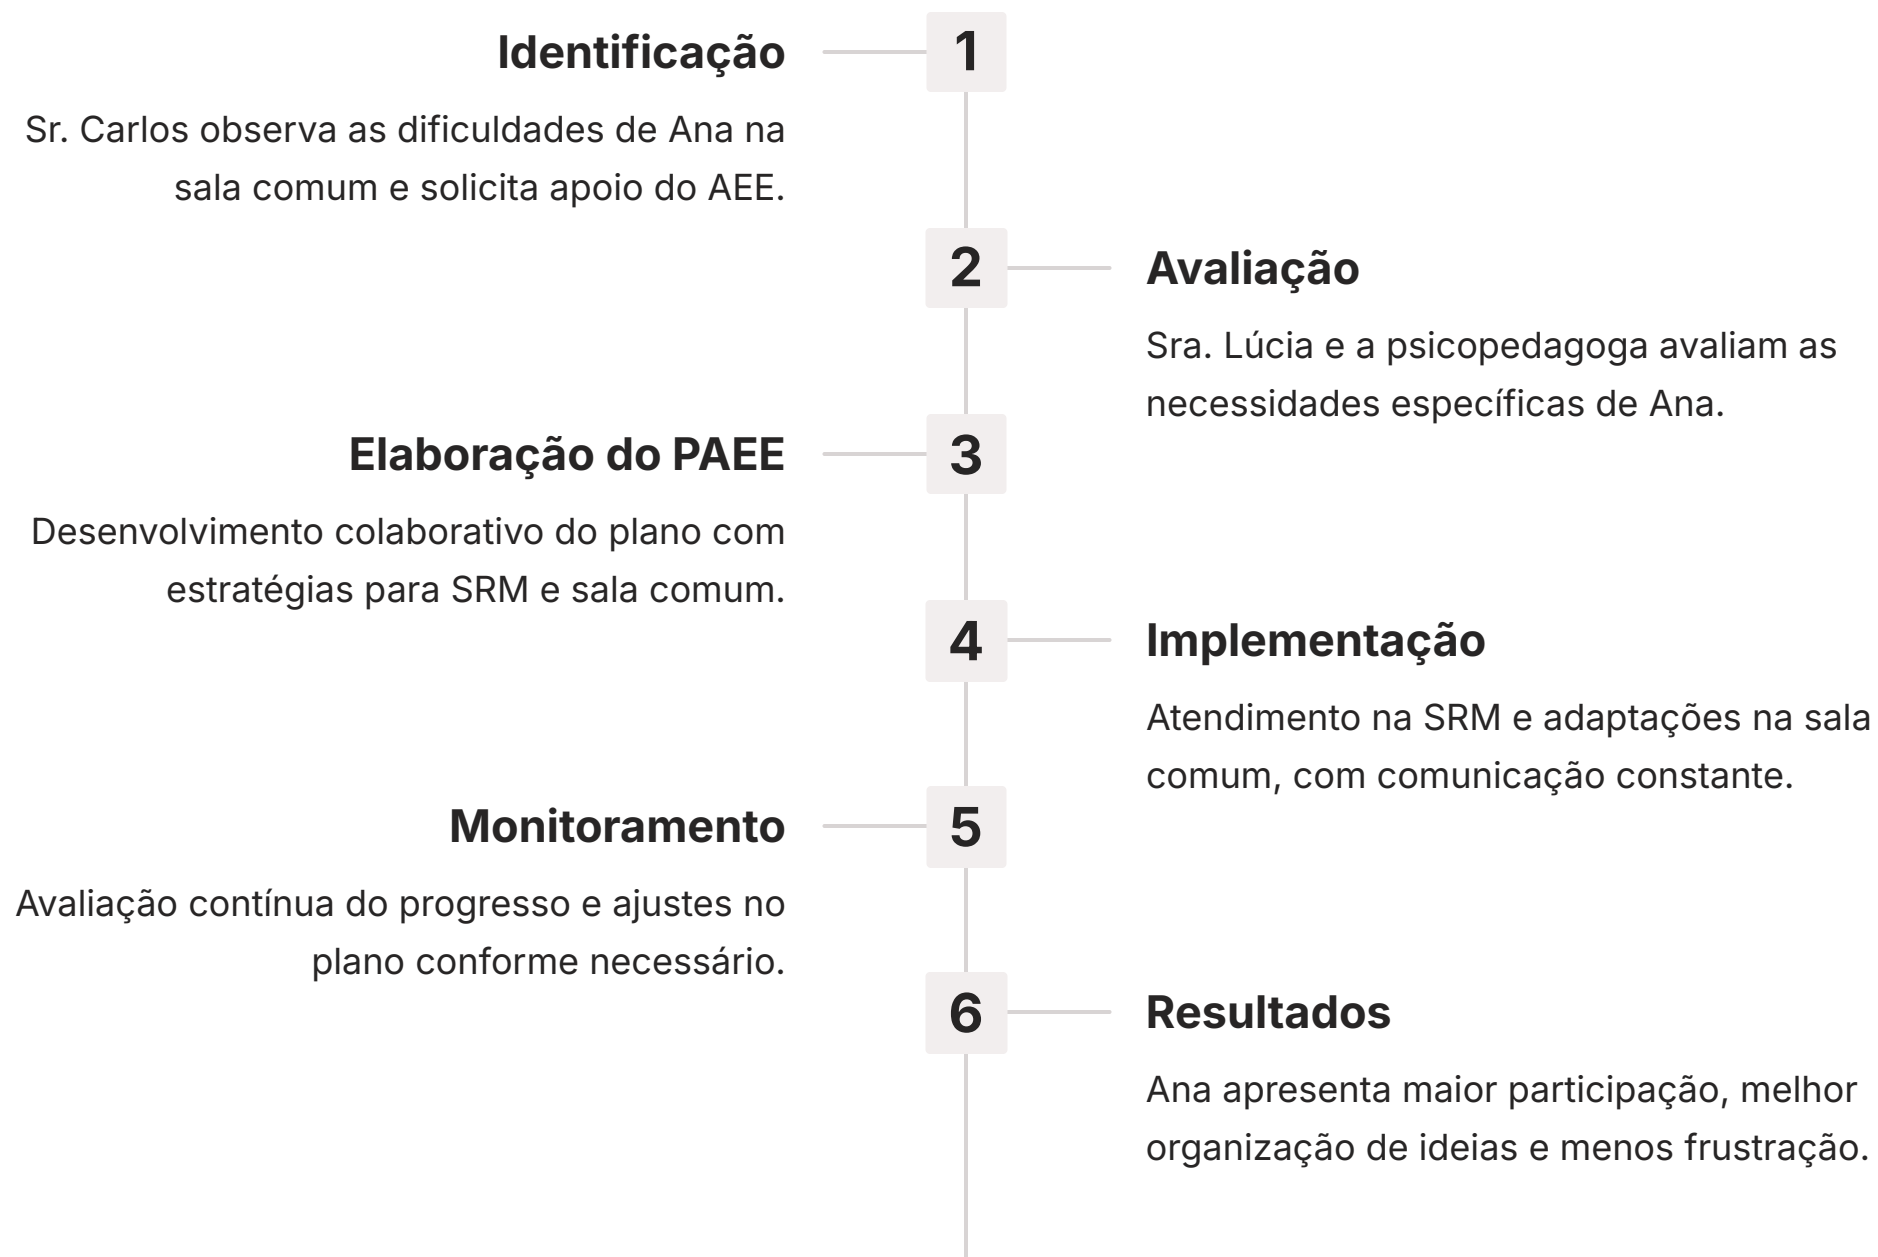 1
Identificação
Sr. Carlos observa as dificuldades de Ana na
sala comum e solicita apoio do AEE.
2
Avaliação
Sra. Lúcia e a psicopedagoga avaliam as
necessidades específicas de Ana.
3
Elaboração do PAEE
Desenvolvimento colaborativo do plano com
estratégias para SRM e sala comum.
4
Implementação
Atendimento na SRM e adaptações na sala
comum, com comunicação constante.
5
Monitoramento
Avaliação contínua do progresso e ajustes no
plano conforme necessário.
6
Resultados
Ana apresenta maior participação, melhor
organização de ideias e menos frustração.